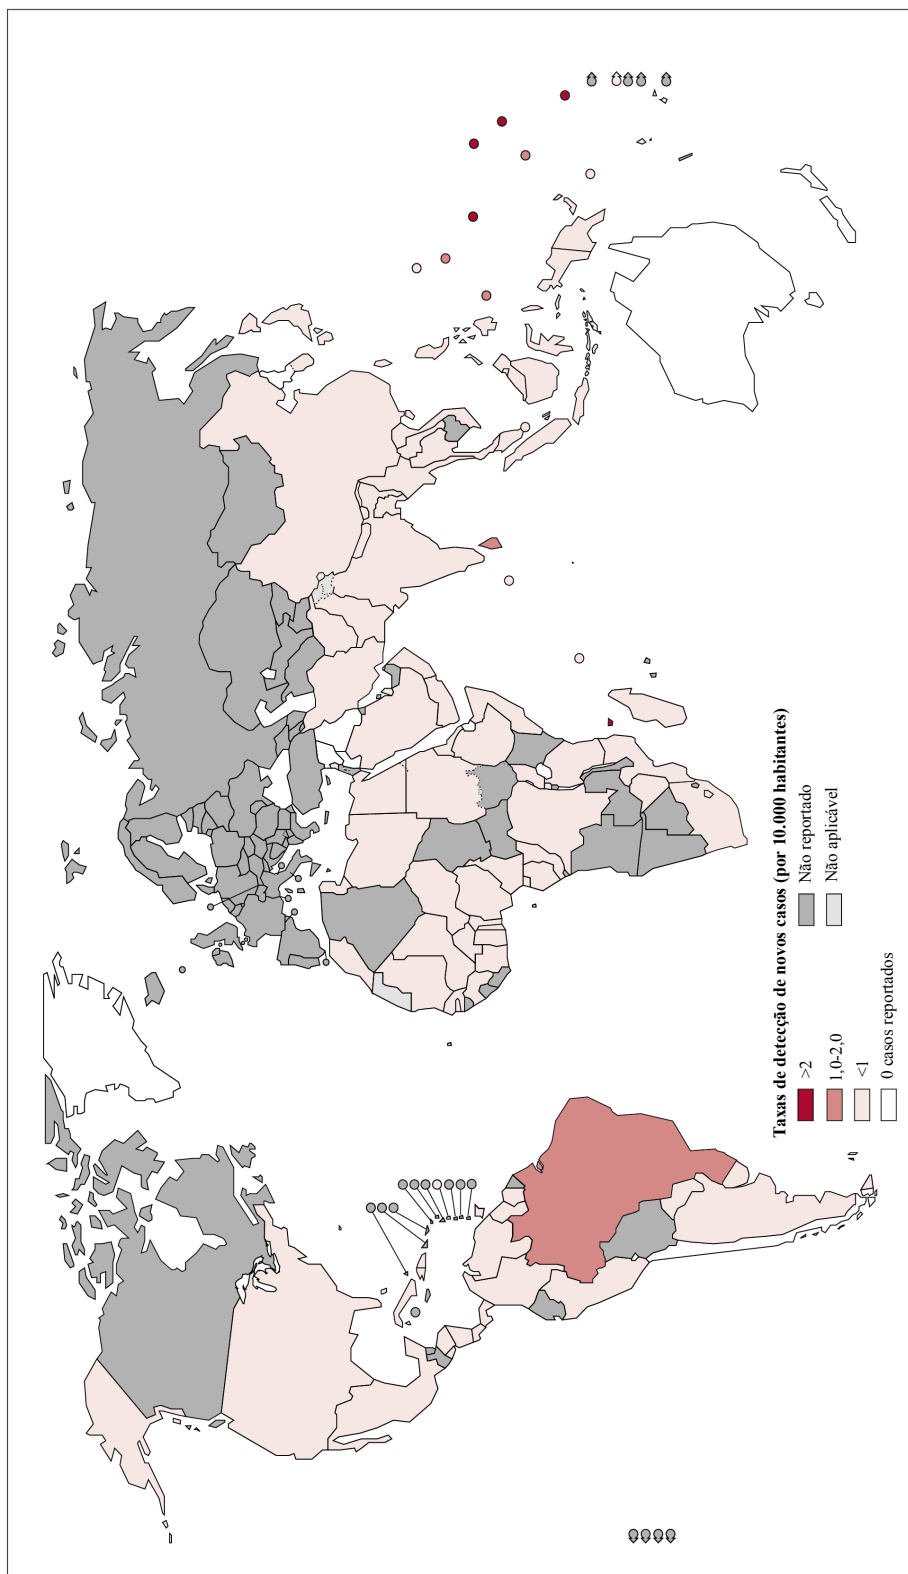 Taxas de detecção de novos casos (por 10.000 habitantes)
>2
1,0-2,0
<1
0 casos reportados
Não reportado
Não aplicável